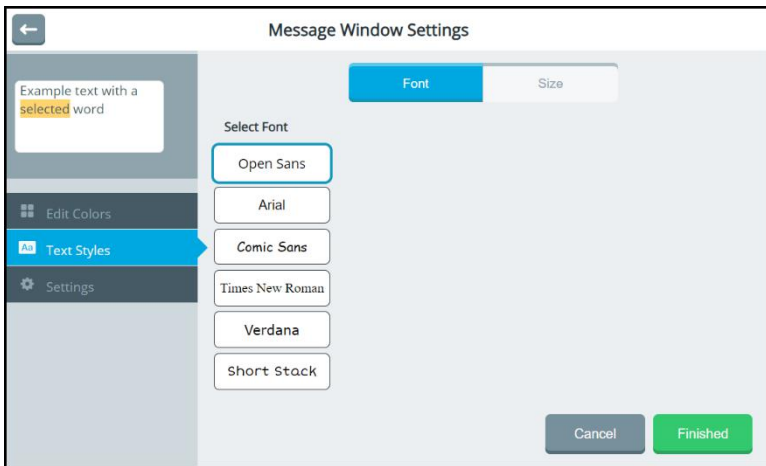 Message Window Settings
Example text with a
selected word
Edit Colors
Aa Text Styles
Settings
Font
Size
Select Font
Open Sans
Arial
Comic Sans
Times New Roman
Verdana
Short Stack
Cancel
Finished